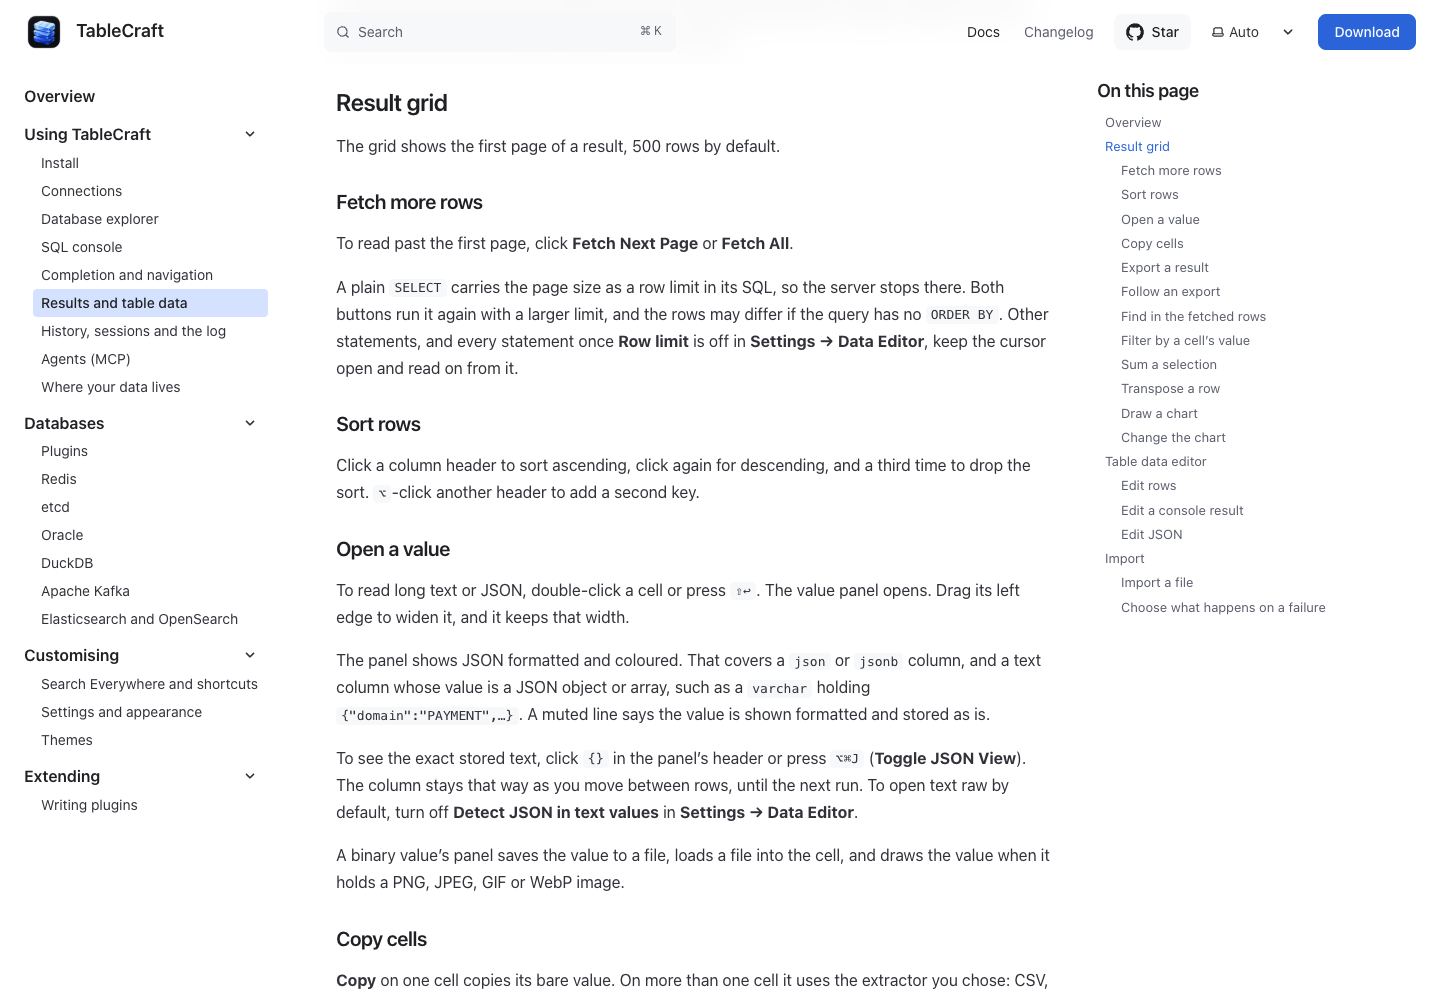 TableCraft
Search
⌘ K
Docs
Changelog
Star
Auto
Download
Overview
Using TableCraft
Install
Connections
Database explorer
SQL console
Completion and navigation
Results and table data
History, sessions and the log
Agents (MCP)
Where your data lives
Databases
Plugins
Redis
etcd
Oracle
DuckDB
Apache Kafka
Elasticsearch and OpenSearch
Customising
Search Everywhere and shortcuts
Settings and appearance
Themes
Extending
Writing plugins
Result grid
The grid shows the first page of a result, 500 rows by default.
Fetch more rows
To read past the first page, click Fetch Next Page or Fetch All.
A plain SELECT carries the page size as a row limit in its SQL, so the server stops there. Both
buttons run it again with a larger limit, and the rows may differ if the query has no ORDER BY. Other
statements, and every statement once Row limit is off in Settings → Data Editor, keep the cursor
open and read on from it.
Sort rows
Click a column header to sort ascending, click again for descending, and a third time to drop the
sort. ⌥-click another header to add a second key.
Open a value
To read long text or JSON, double-click a cell or press ⇧↩. The value panel opens. Drag its left
edge to widen it, and it keeps that width.
The panel shows JSON formatted and coloured. That covers a json or jsonb column, and a text
column whose value is a JSON object or array, such as a varchar holding
{"domain":"PAYMENT",…}. A muted line says the value is shown formatted and stored as is.
To see the exact stored text, click {} in the panel’s header or press ⌥⌘J (Toggle JSON View).
The column stays that way as you move between rows, until the next run. To open text raw by
default, turn off Detect JSON in text values in Settings → Data Editor.
A binary value’s panel saves the value to a file, loads a file into the cell, and draws the value when it
holds a PNG, JPEG, GIF or WebP image.
Copy cells
Copy on one cell copies its bare value. On more than one cell it uses the extractor you chose: CSV,
On this page
Overview
Result grid
Fetch more rows
Sort rows
Open a value
Copy cells
Export a result
Follow an export
Find in the fetched rows
Filter by a cell’s value
Sum a selection
Transpose a row
Draw a chart
Change the chart
Table data editor
Edit rows
Edit a console result
Edit JSON
Import
Import a file
Choose what happens on a failure